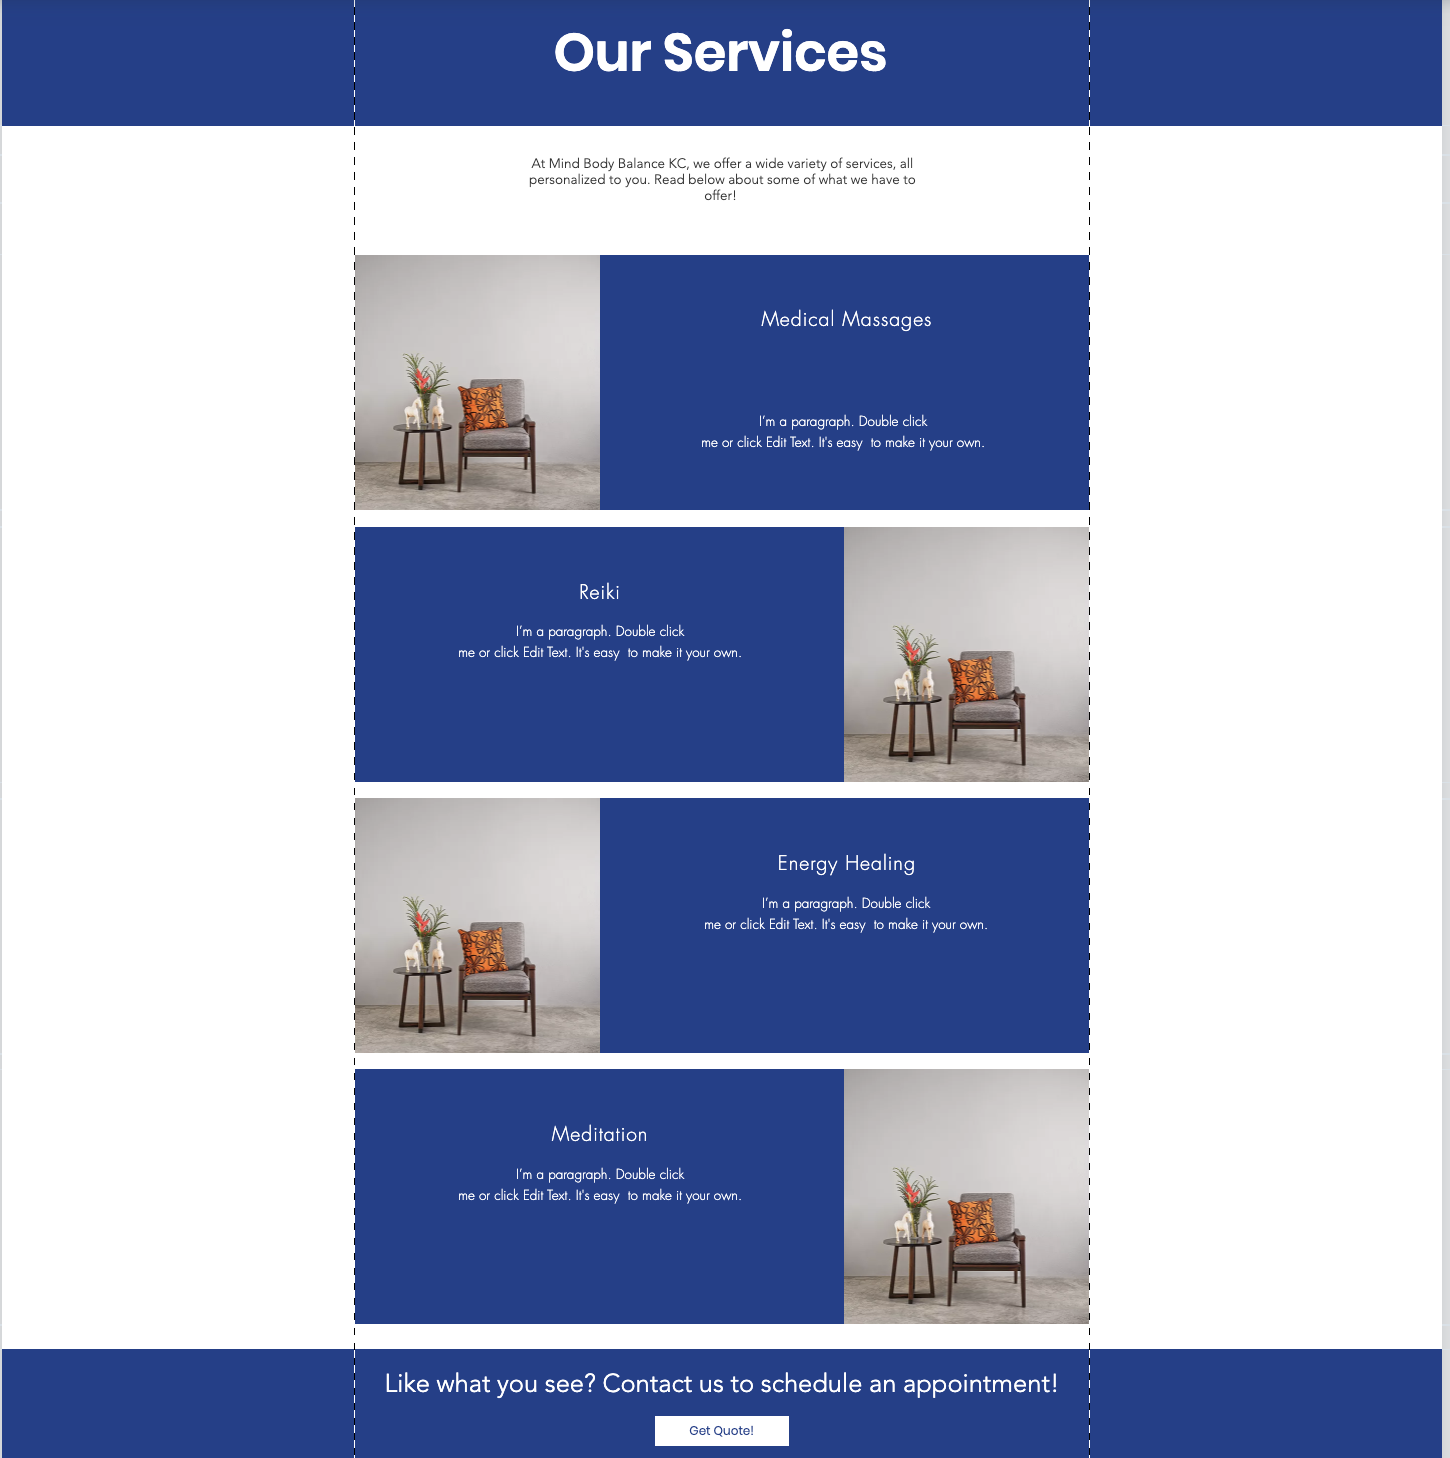 Our Services
At Mind Body Balance KC, we offer a wide variety of services, all
personalized to you. Read below about some of what we have to
offer!
Medical Massages
I'm a paragraph. Double click
me or click Edit Text. It's easy  to make it your own.
Reiki
I'm a paragraph. Double click
me or click Edit Text. It's easy  to make it your own.
Energy Healing
I'm a paragraph. Double click
me or click Edit Text. It's easy  to make it your own.
Meditation
I'm a paragraph. Double click
me or click Edit Text. It's easy  to make it your own.
Like what you see? Contact us to schedule an appointment!
Get Quote!